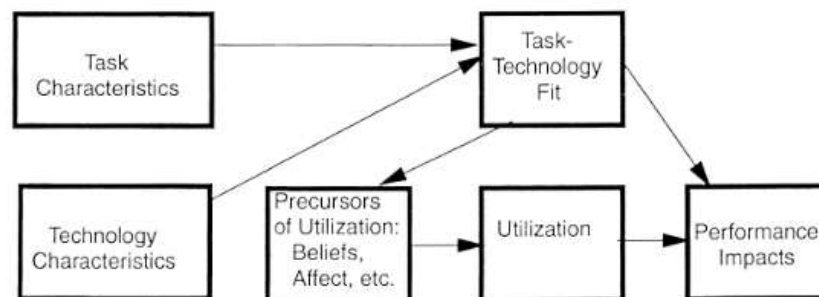 Task
Characteristics
Task-
Technology
Fit
Technology
Characteristics
Precursors
of Utilization:
Beliefs,
Affect, etc.
Utilization
Performance
Impacts